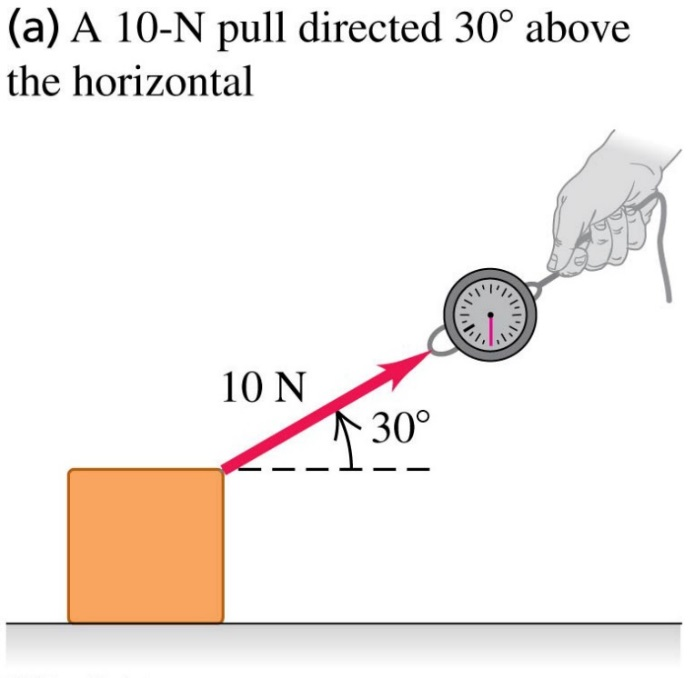 (a) A 10-N pull directed 30° above
the horizontal
10 N
30°